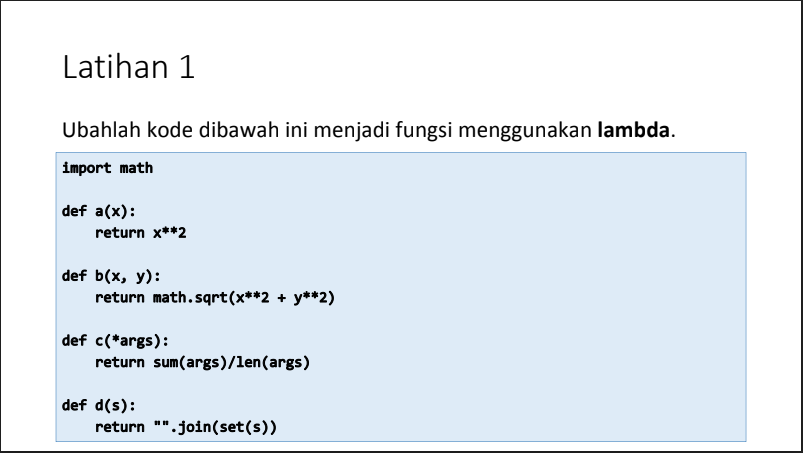 Latihan 1
Ubahlah kode dibawah ini menjadi fungsi menggunakan lambda.
import math
def a(x):
    return x**2
def b(x, y):
    return math.sqrt(x**2 + y**2)
def c(*args):
    return sum(args)/len(args)
def d(s):
    return "".join(set(s))